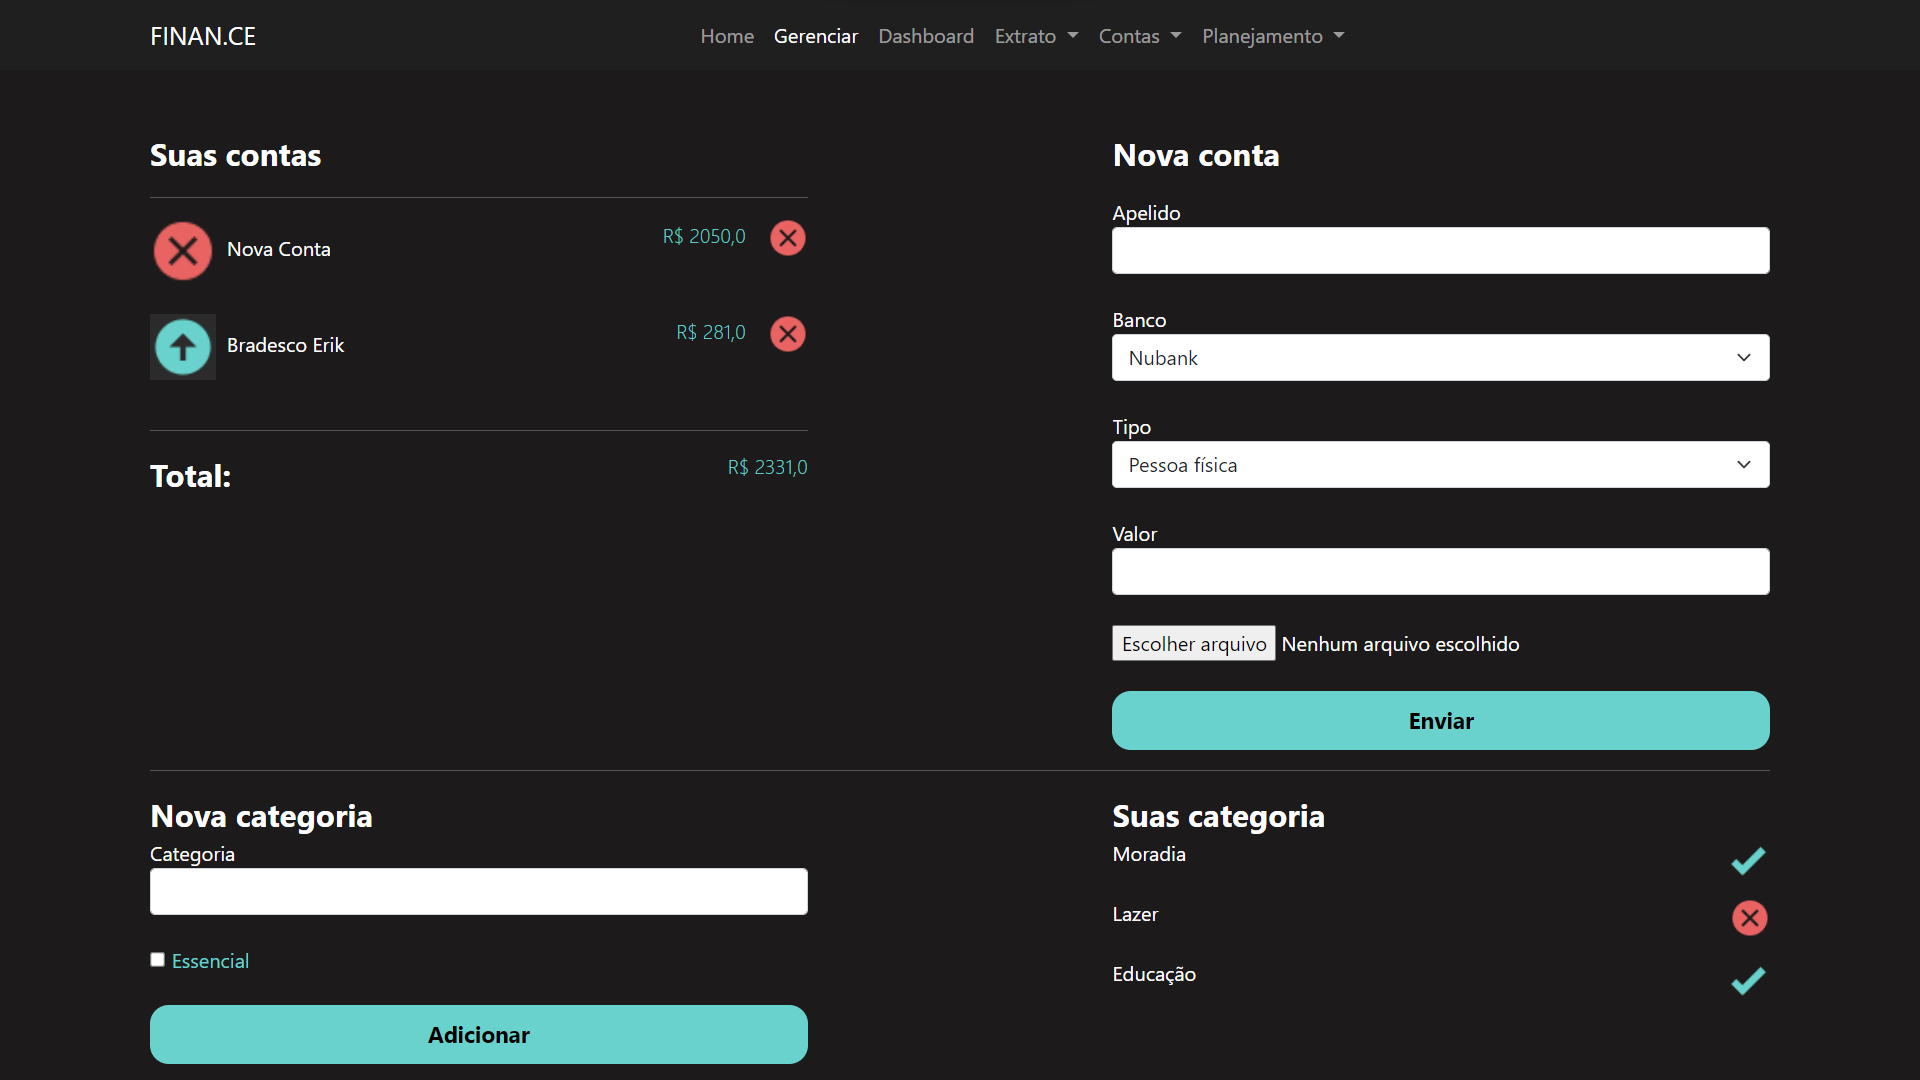 FINAN.CE
Home Gerenciar Dashboard Extrato Contas Planejamento
Suas contas
Nova Conta R$ 2050,0
Bradesco Erik R$ 281,0
Total: R$ 2331,0
Nova conta
Apelido
Banco
Nubank
Tipo
Pessoa física
Valor
Escolher arquivo Nenhum arquivo escolhido
Enviar
Nova categoria
Categoria
Essencial
Adicionar
Suas categoria
Moradia
Lazer
Educação